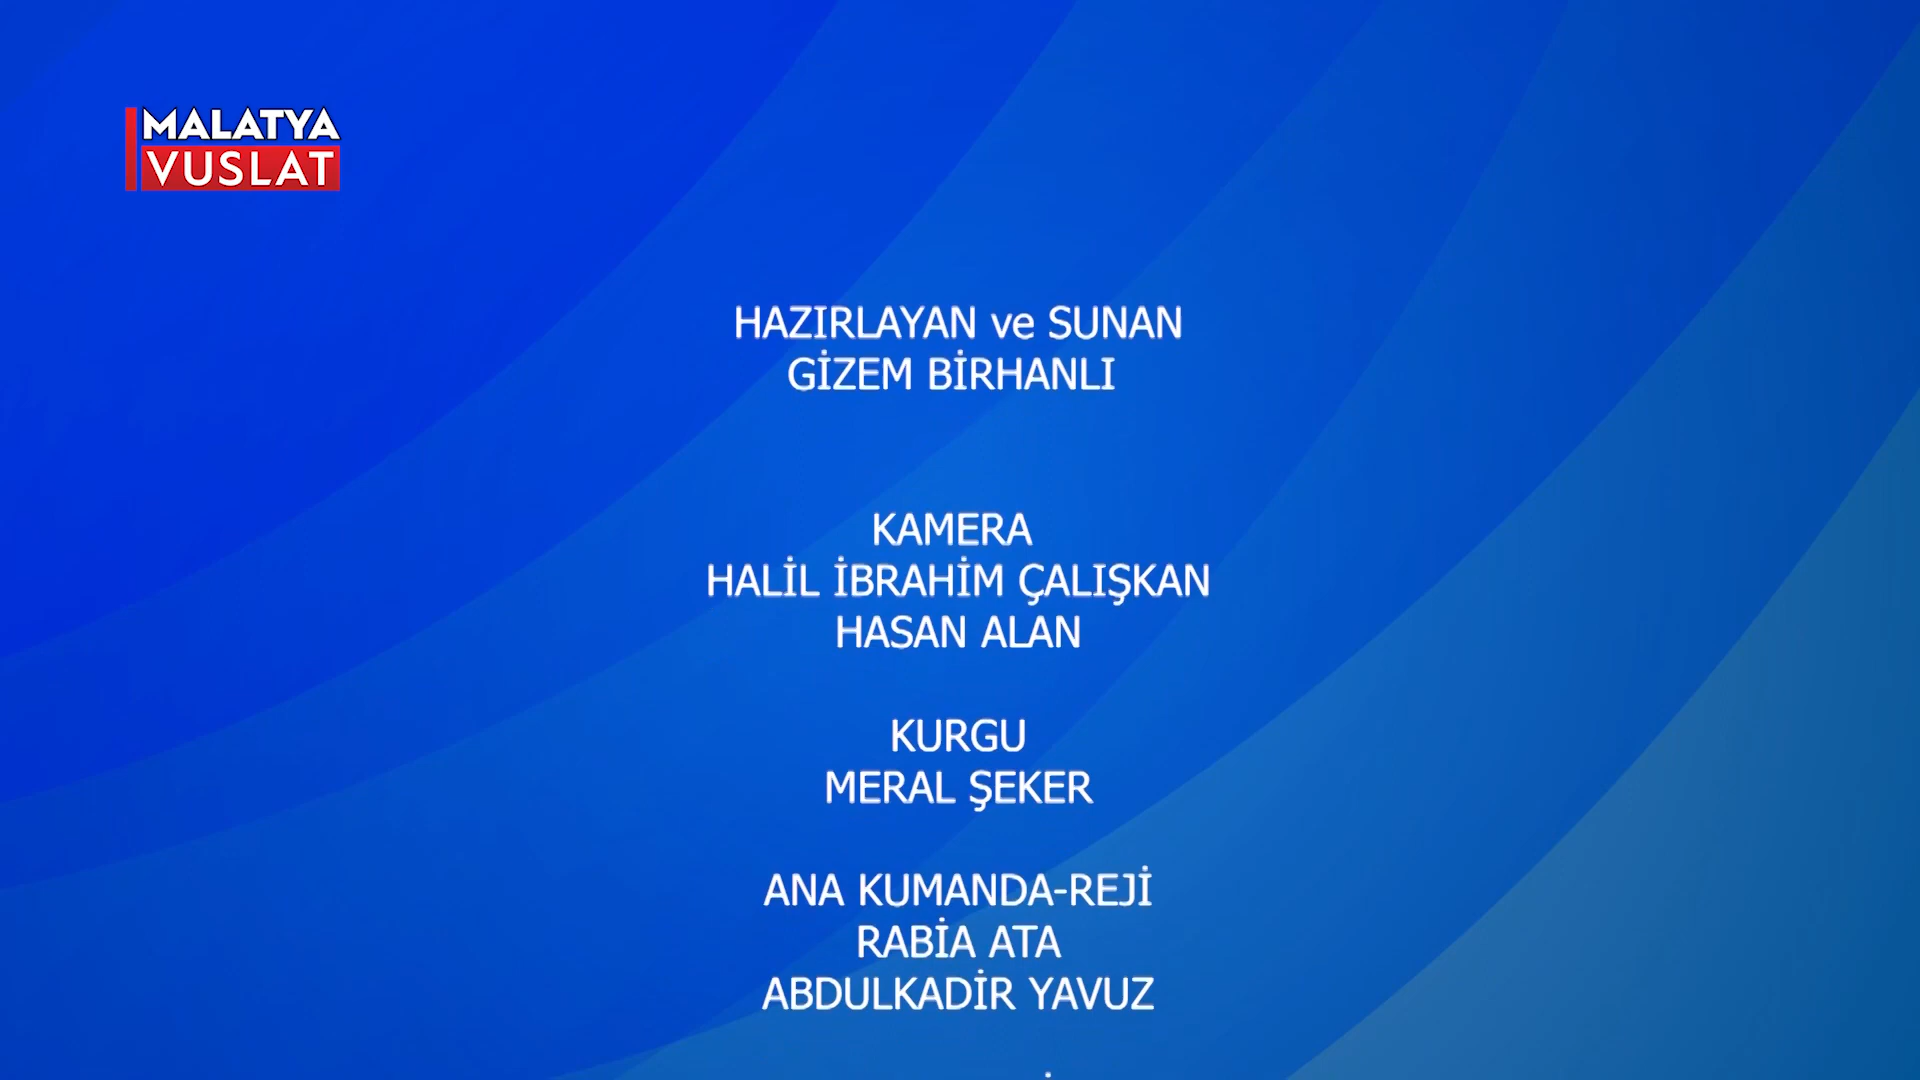 MALATYA
VUSLAT
HAZIRLAYAN ve SUNAN
GİZEM BİRHANLI
KAMERA
HALİL İBRAHİM ÇALIŞKAN
HASAN ALAN
KURGU
MERAL ŞEKER
ANA KUMANDA-REJİ
RABİA ATA
ABDULKADİR YAVUZ